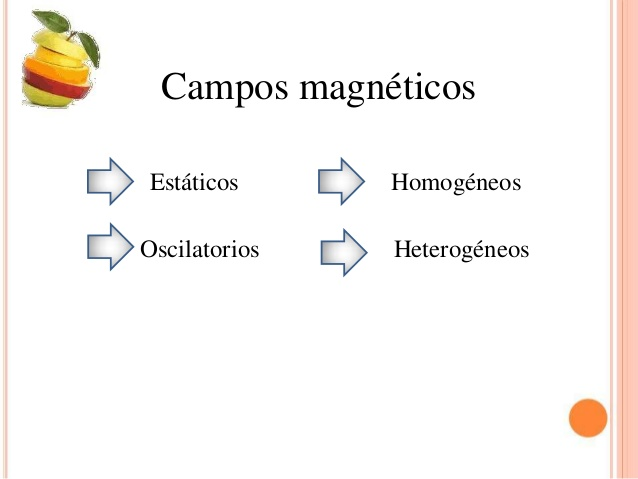 Campos magnéticos
Estáticos
Homogéneos
Oscilatorios
Heterogéneos